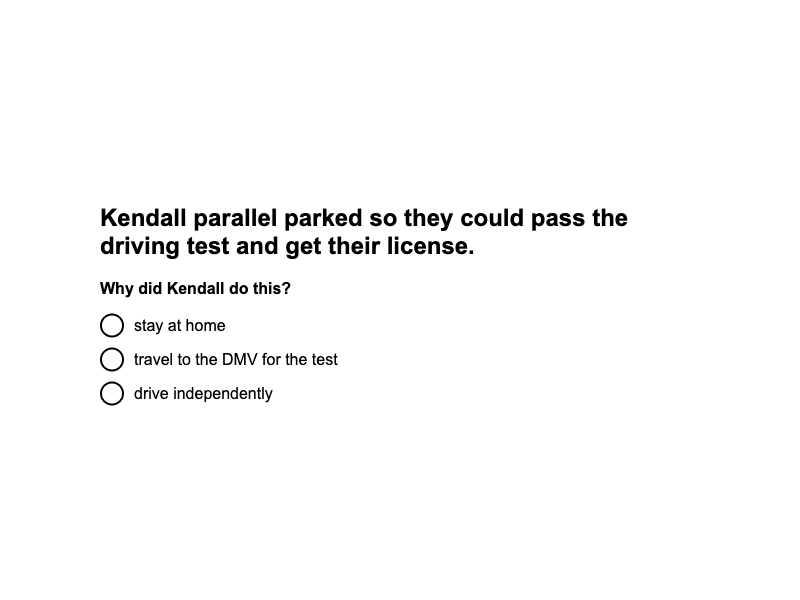 Kendall parallel parked so they could pass the
driving test and get their license.
Why did Kendall do this?
stay at home
travel to the DMV for the test
drive independently